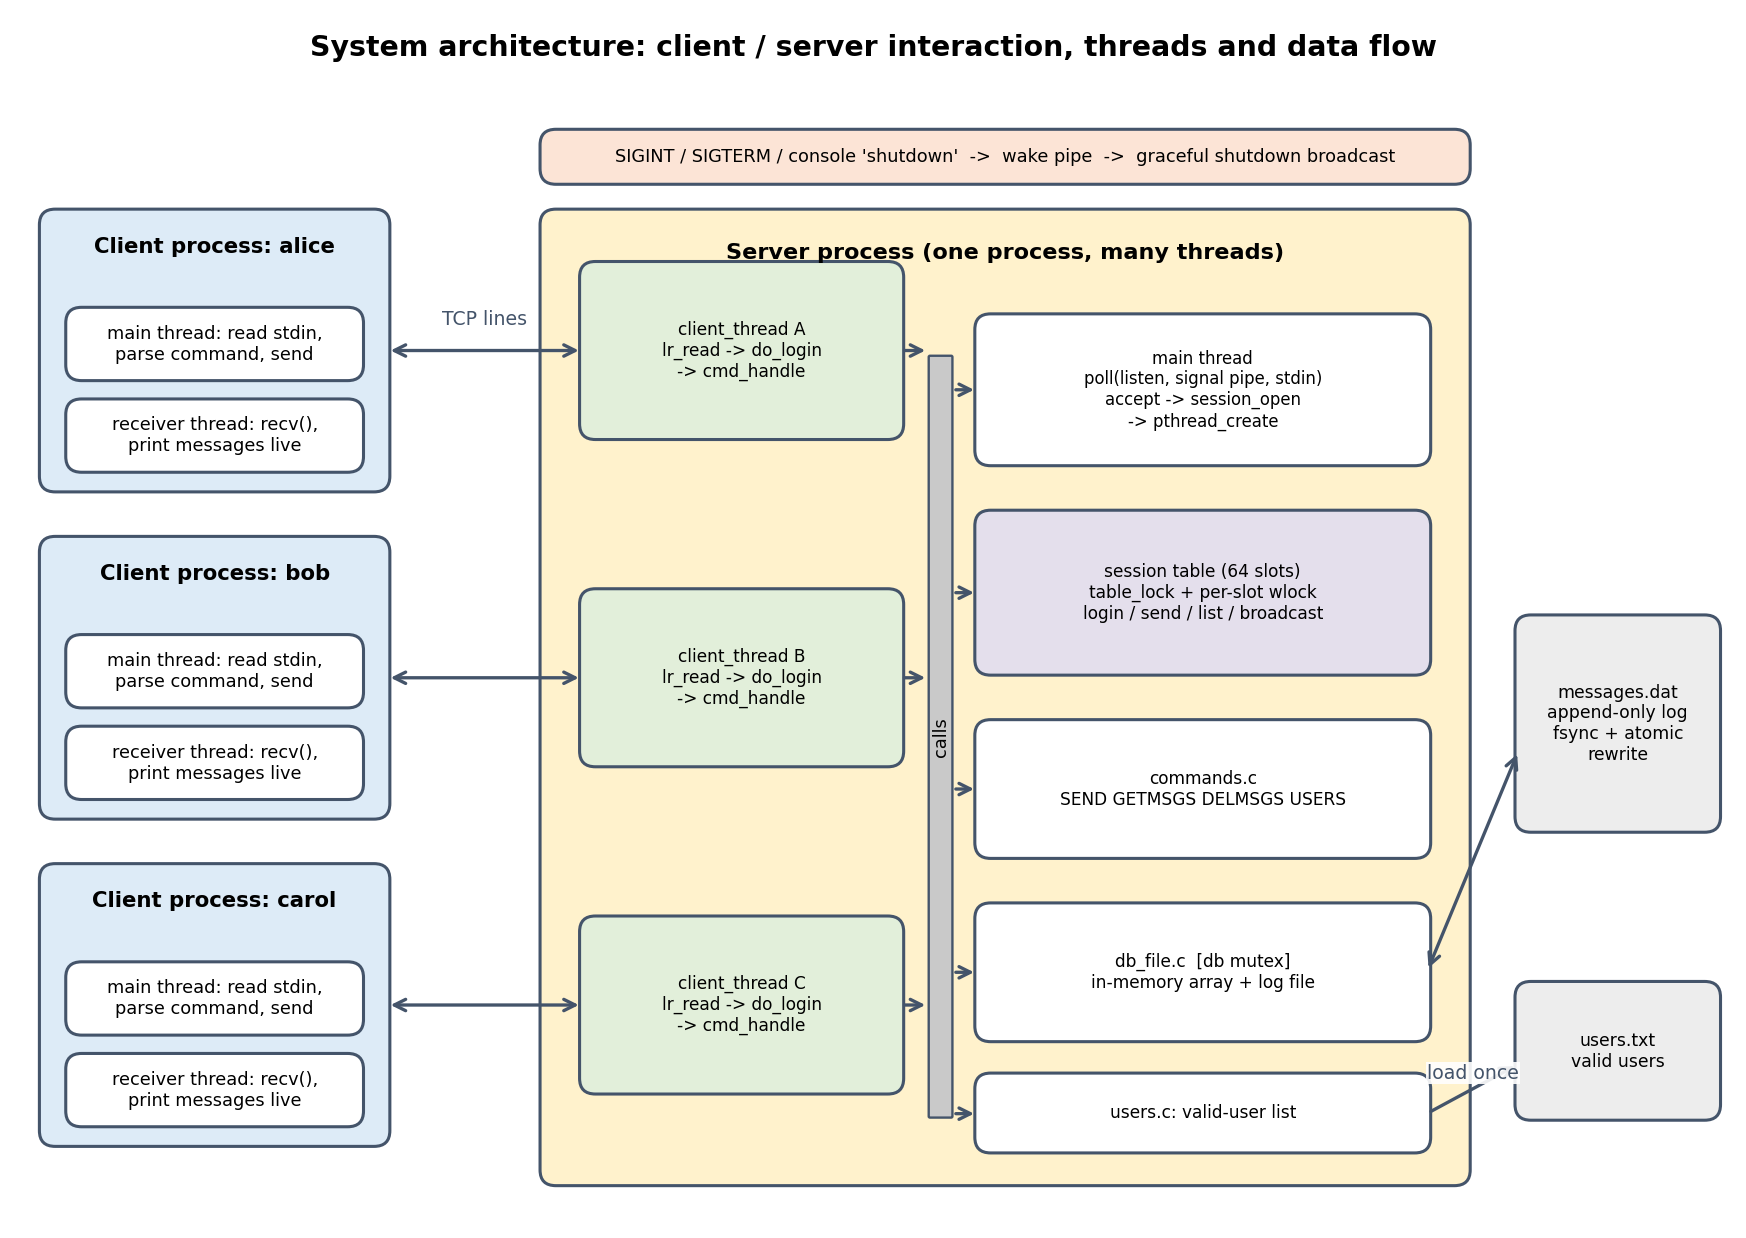 System architecture: client / server interaction, threads and data flow
SIGINT / SIGTERM / console 'shutdown'  ->  wake pipe  ->  graceful shutdown broadcast
Client process: alice
main thread: read stdin,
parse command, send
receiver thread: recv(),
print messages live
Client process: bob
main thread: read stdin,
parse command, send
receiver thread: recv(),
print messages live
Client process: carol
main thread: read stdin,
parse command, send
receiver thread: recv(),
print messages live
TCP lines
Server process (one process, many threads)
client_thread A
lr_read -> do_login
-> cmd_handle
client_thread B
lr_read -> do_login
-> cmd_handle
client_thread C
lr_read -> do_login
-> cmd_handle
calls
main thread
poll(listen, signal pipe, stdin)
accept -> session_open
-> pthread_create
session table (64 slots)
table_lock + per-slot wlock
login / send / list / broadcast
commands.c
SEND GETMSGS DELMSGS USERS
db_file.c  [db mutex]
in-memory array + log file
users.c: valid-user list
load once
messages.dat
append-only log
fsync + atomic
rewrite
users.txt
valid users